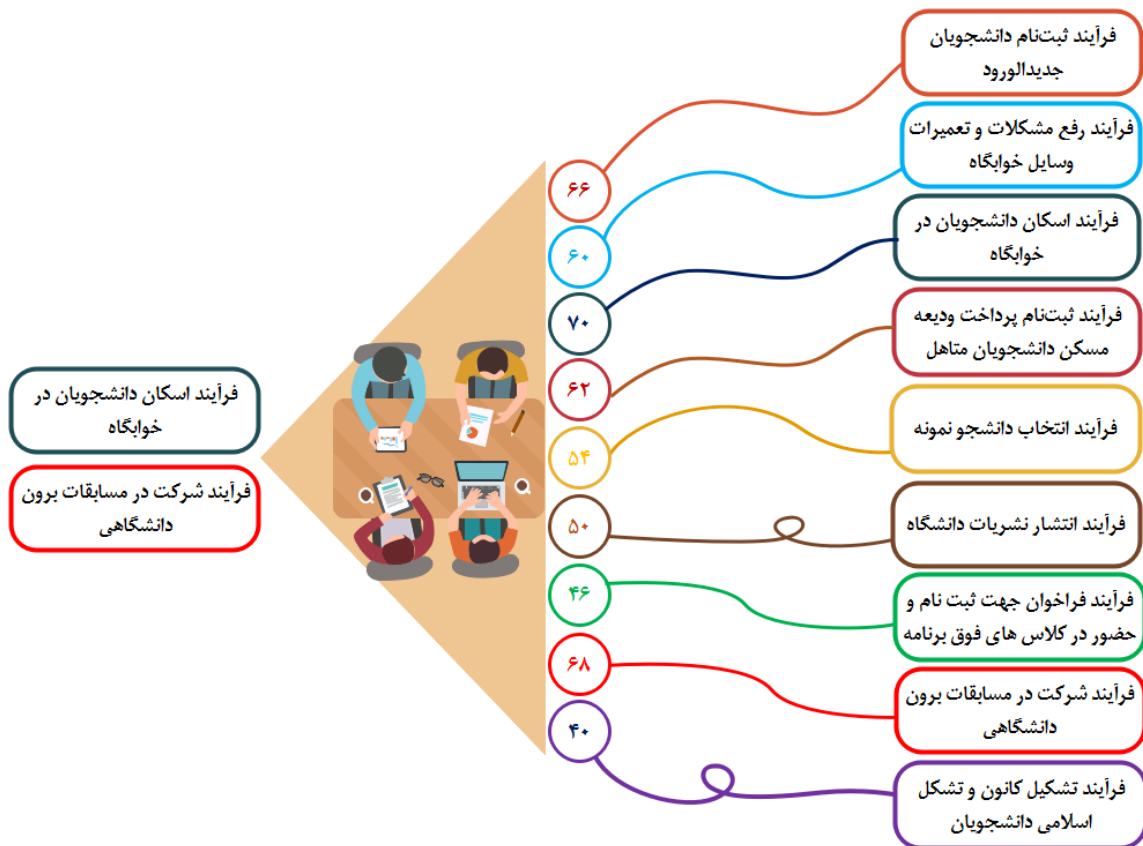 فرآیند ثبت‌نام دانشجویان
جدیدالورود
۶۶
فرآیند رفع مشکلات و تعمیرات
وسایل خوابگاه
۶۰
فرآیند اسکان دانشجویان در
خوابگاه
۷۰
فرآیند ثبت‌نام پرداخت ودیعه
مسکن دانشجویان متاهل
۶۲
فرآیند انتخاب دانشجو نمونه
۵۴
فرآیند انتشار نشریات دانشگاه
۵۰
فرآیند فراخوان جهت ثبت نام و
حضور در کلاس های فوق برنامه
۴۶
فرآیند شرکت در مسابقات برون
دانشگاهی
۶۸
فرآیند تشکیل کانون و تشکل
اسلامی دانشجویان
۴۰
فرآیند اسکان دانشجویان در
خوابگاه
فرآیند شرکت در مسابقات برون
دانشگاهی